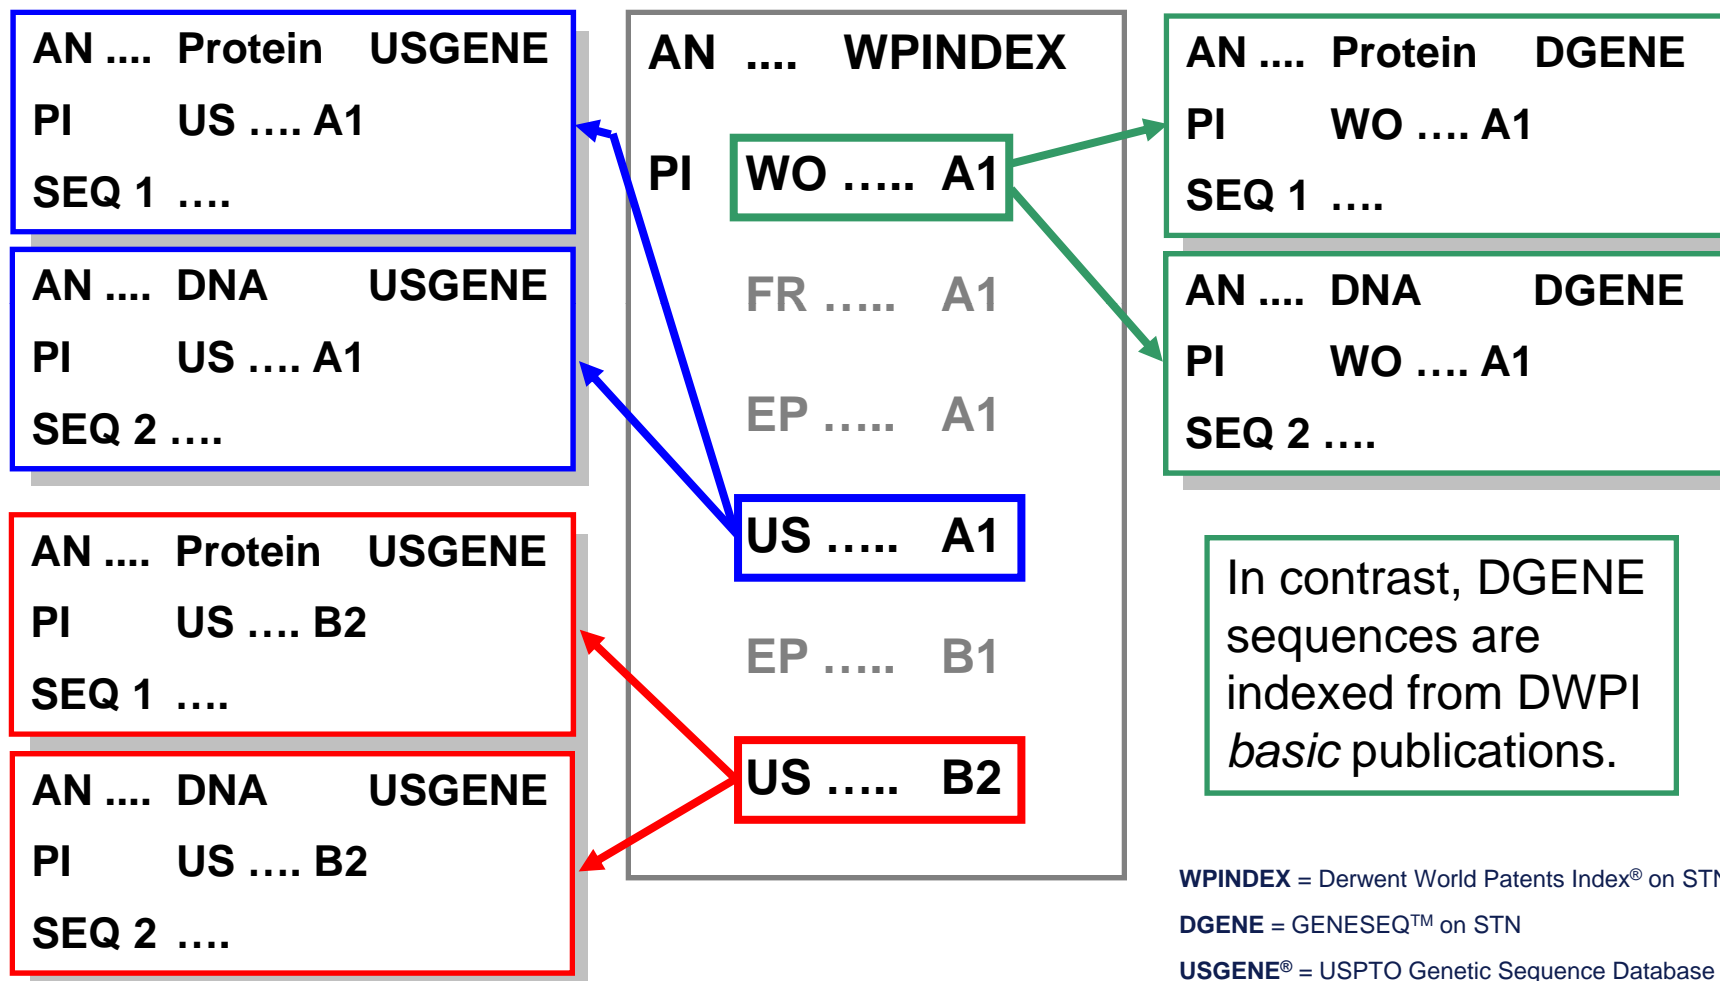 AN .... Protein USGENE
PI US .... A1
SEQ 1 ....
AN .... DNA USGENE
PI US .... A1
SEQ 2 ....
AN .... Protein USGENE
PI US .... B2
SEQ 1 ....
AN .... DNA USGENE
PI US .... B2
SEQ 2 ....
AN .... WPINDEX
PI WO ..... A1
FR ..... A1
EP ..... A1
US ..... A1
EP ..... B1
US ..... B2
AN .... Protein DGENE
PI WO .... A1
SEQ 1 ....
AN .... DNA DGENE
PI WO .... A1
SEQ 2 ....
In contrast, DGENE
sequences are
indexed from DWPI
basic publications.
WPINDEX = Derwent World Patents Index® on STN
DGENE = GENESEQ™ on STN
USGENE® = USPTO Genetic Sequence Database